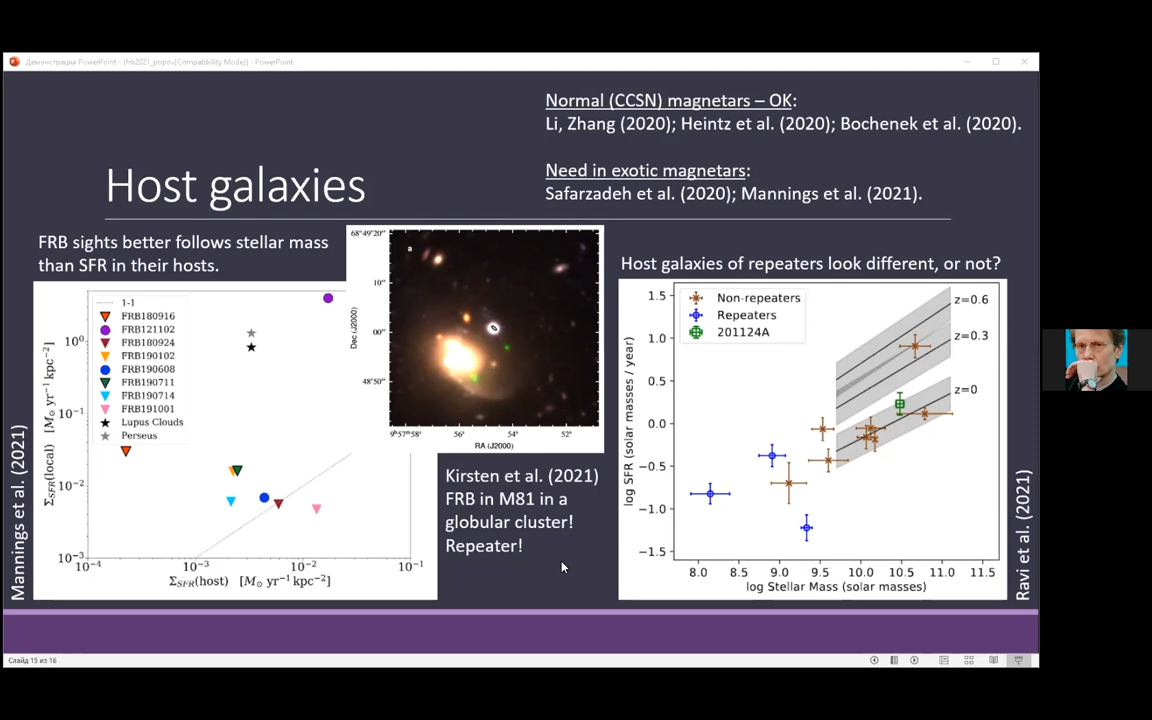 Демонстрация PowerPoint - [frb2021_popov[Compatibility Mode]] - PowerPoint
Normal (CCSN) magnetars – OK:
Li, Zhang (2020); Heintz et al. (2020); Bochenek et al. (2020).
Need in exotic magnetars:
Safarzadeh et al. (2020); Mannings et al. (2021).
Host galaxies
FRB sights better follows stellar mass
than SFR in their hosts.
Mannings et al. (2021)
1-1
FRB180916
FRB121102
FRB180924
FRB190102
FRB190608
FRB190711
FRB190714
FRB191001
Lupus Clouds
Perseus
10⁰
10⁻¹
10⁻²
10⁻³
Σ_SFR(local) [M⊙ yr⁻¹ kpc⁻²]
10⁻⁴ 10⁻³ 10⁻² 10⁻¹
Σ_SFR(host) [M⊙ yr⁻¹ kpc⁻²]
a
68°49'20"
10"
00"
48'50"
Dec (J2000)
9ʰ57ᵐ58ˢ 56ˢ 54ˢ 52ˢ
RA (J2000)
Kirsten et al. (2021)
FRB in M81 in a
globular cluster!
Repeater!
Host galaxies of repeaters look different, or not?
Non-repeaters
Repeaters
201124A
z=0.6
z=0.3
z=0
1.5
1.0
0.5
0.0
−0.5
−1.0
−1.5
log SFR (solar masses / year)
8.0 8.5 9.0 9.5 10.0 10.5 11.0 11.5
log Stellar Mass (solar masses)
Ravi et al. (2021)
Слайд 15 из 16